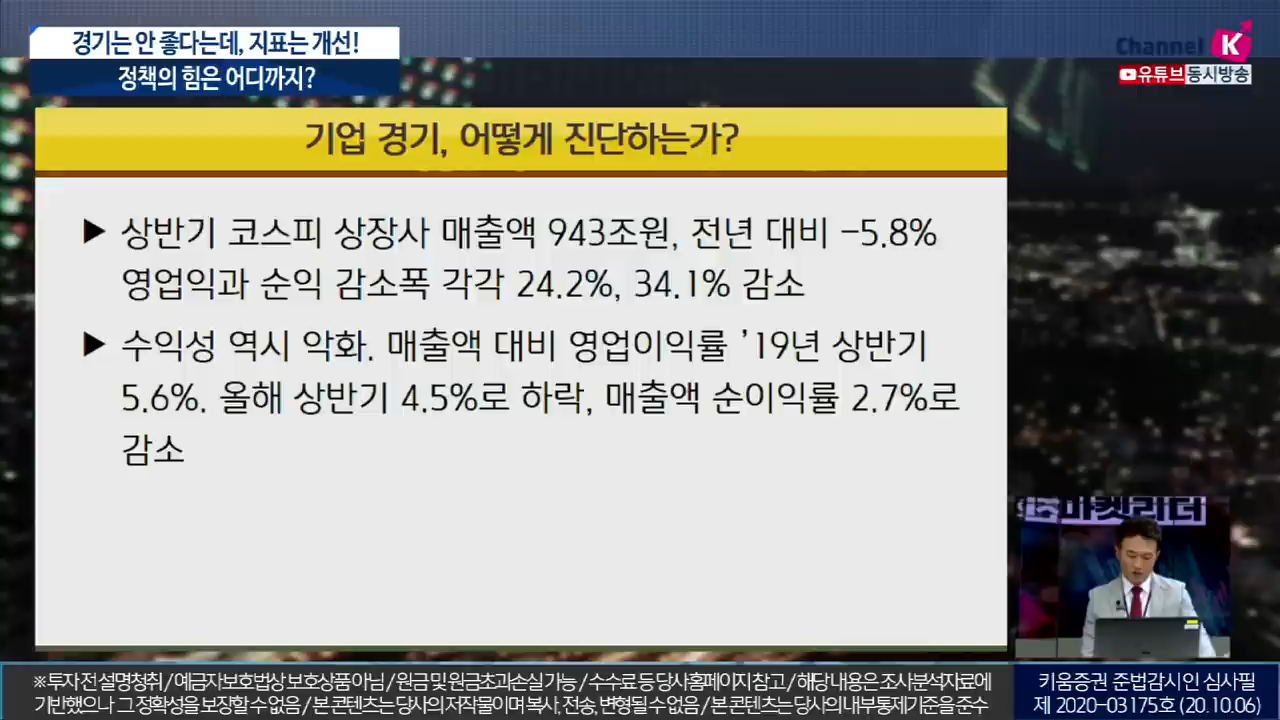 경기는 안 좋다는데, 지표는 개선!
정책의 힘은 어디까지?
Channel K
유튜브동시방송
기업 경기, 어떻게 진단하는가?
▶ 상반기 코스피 상장사 매출액 943조원, 전년 대비 -5.8%
영업익과 순익 감소폭 각각 24.2%, 34.1% 감소
▶ 수익성 역시 악화. 매출액 대비 영업이익률 ’19년 상반기
5.6%. 올해 상반기 4.5%로 하락, 매출액 순이익률 2.7%로
감소
마켓리더
※ 투자 전 설명청취 / 예금자보호법상 보호상품 아님 / 원금 및 원금초과손실 가능 / 수수료 등 당사홈페이지 참고 / 해당 내용은 조사분석자료에
기반했으나 그 정확성을 보장할 수 없음 / 본 콘텐츠는 당사의 저작물이며 복사, 전송, 변형될 수 없음 / 본 콘텐츠는 당사의 내부통제기준을 준수
키움증권 준법감시인 심사필
제 2020-03175호 (20.10.06)